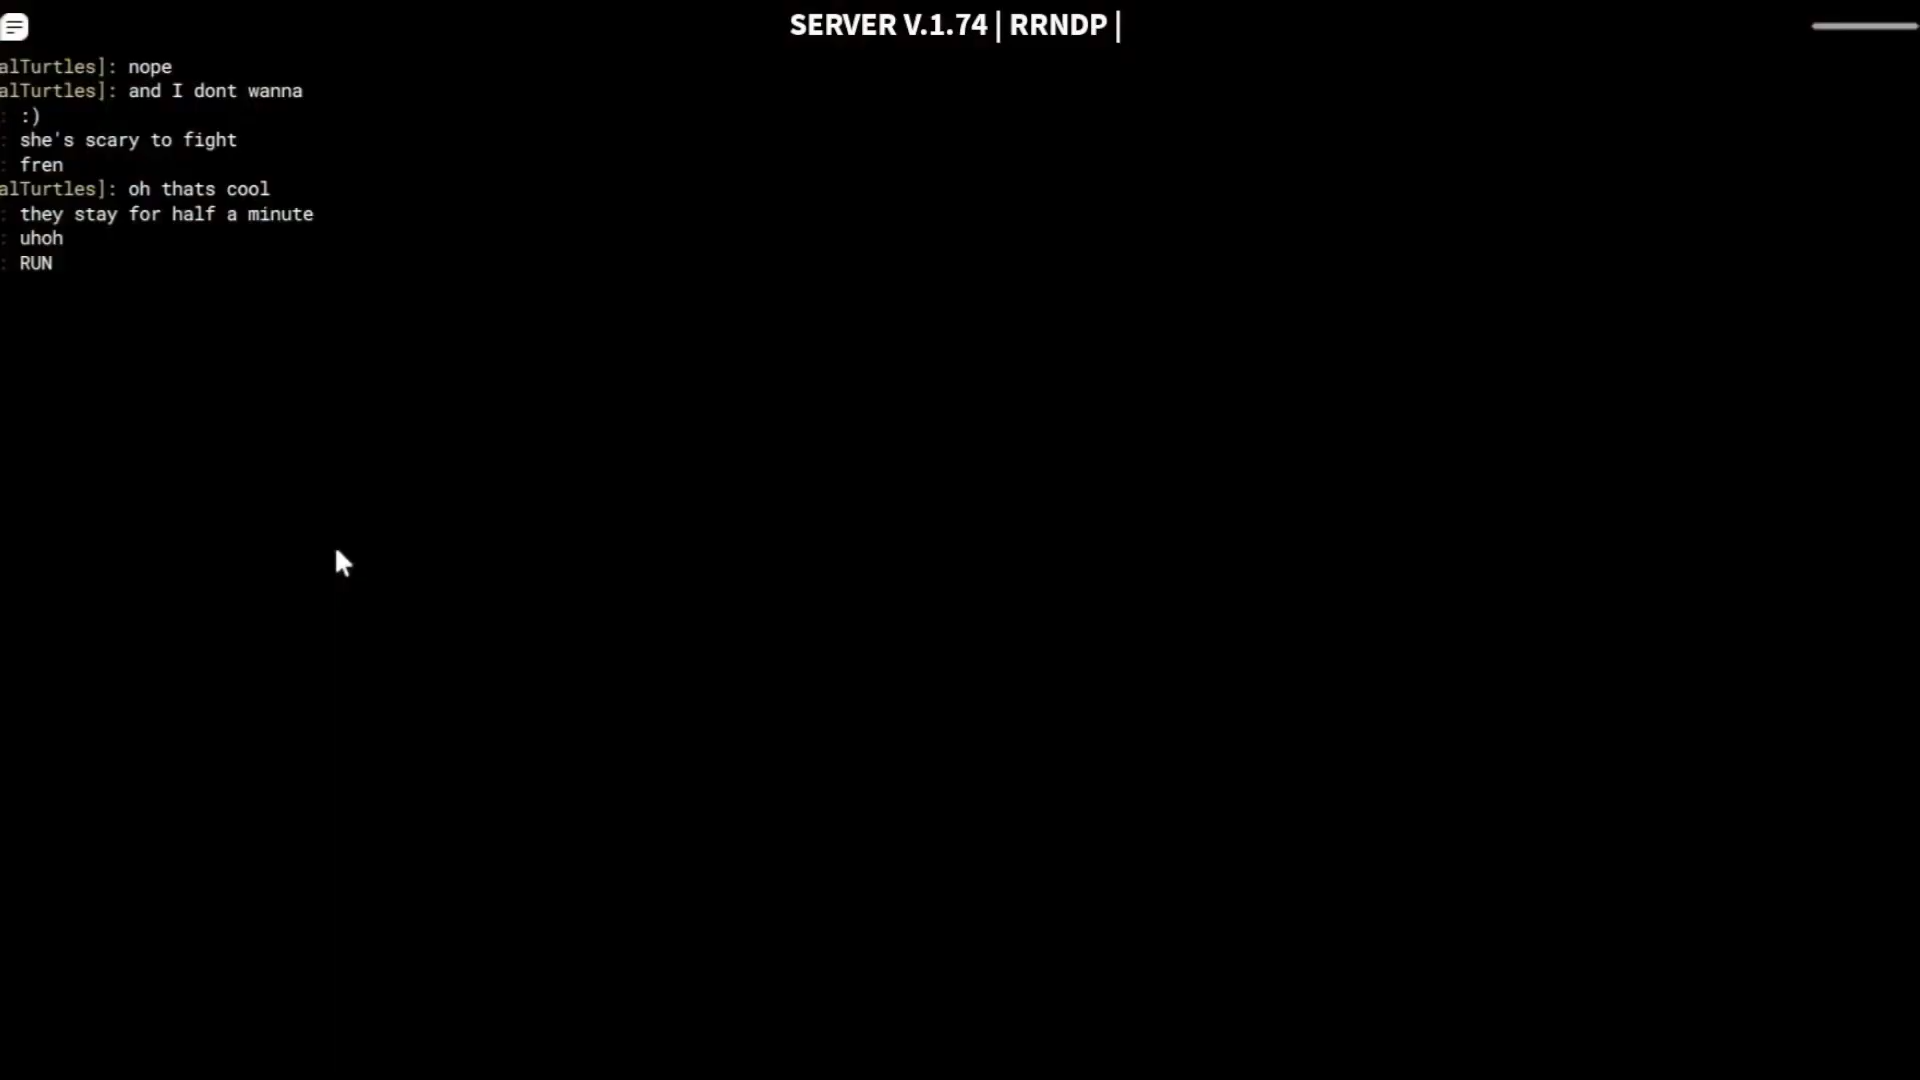 SERVER V.1.74 | RRNDP |
alTurtles]: nope
alTurtles]: and I dont wanna
: :)
: she's scary to fight
: fren
alTurtles]: oh thats cool
: they stay for half a minute
: uhoh
: RUN